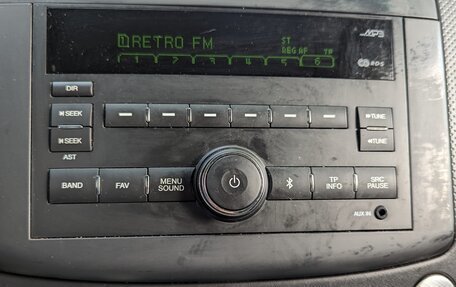 RETRO FM
ST
REG AF
1 2 3 4 5 6
MP3
RDS
DIR
SEEK
TUNE
SEEK
TUNE
AST
BAND FAV MENU SOUND TP INFO SRC PAUSE
AUX IN